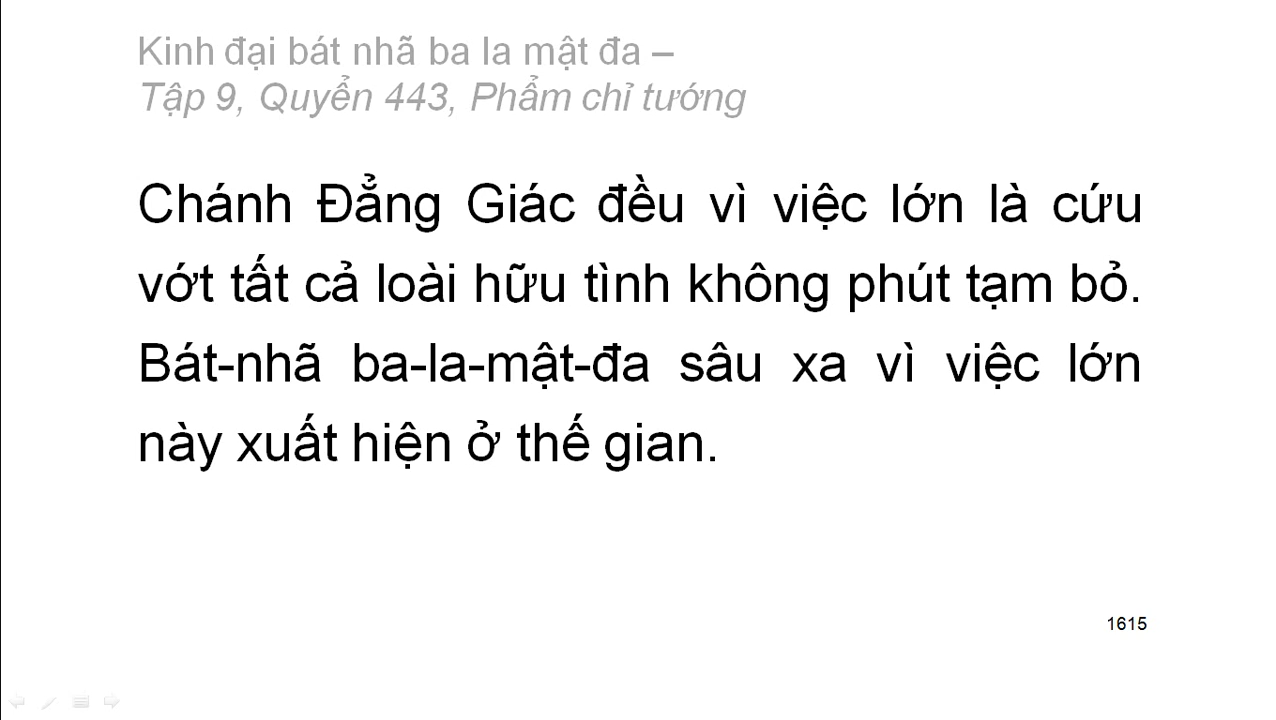 Kinh đại bát nhã ba la mật đa –
Tập 9, Quyển 443, Phẩm chỉ tướng
Chánh Đẳng Giác đều vì việc lớn là cứu
vớt tất cả loài hữu tình không phút tạm bỏ.
Bát-nhã ba-la-mật-đa sâu xa vì việc lớn
này xuất hiện ở thế gian.
1615